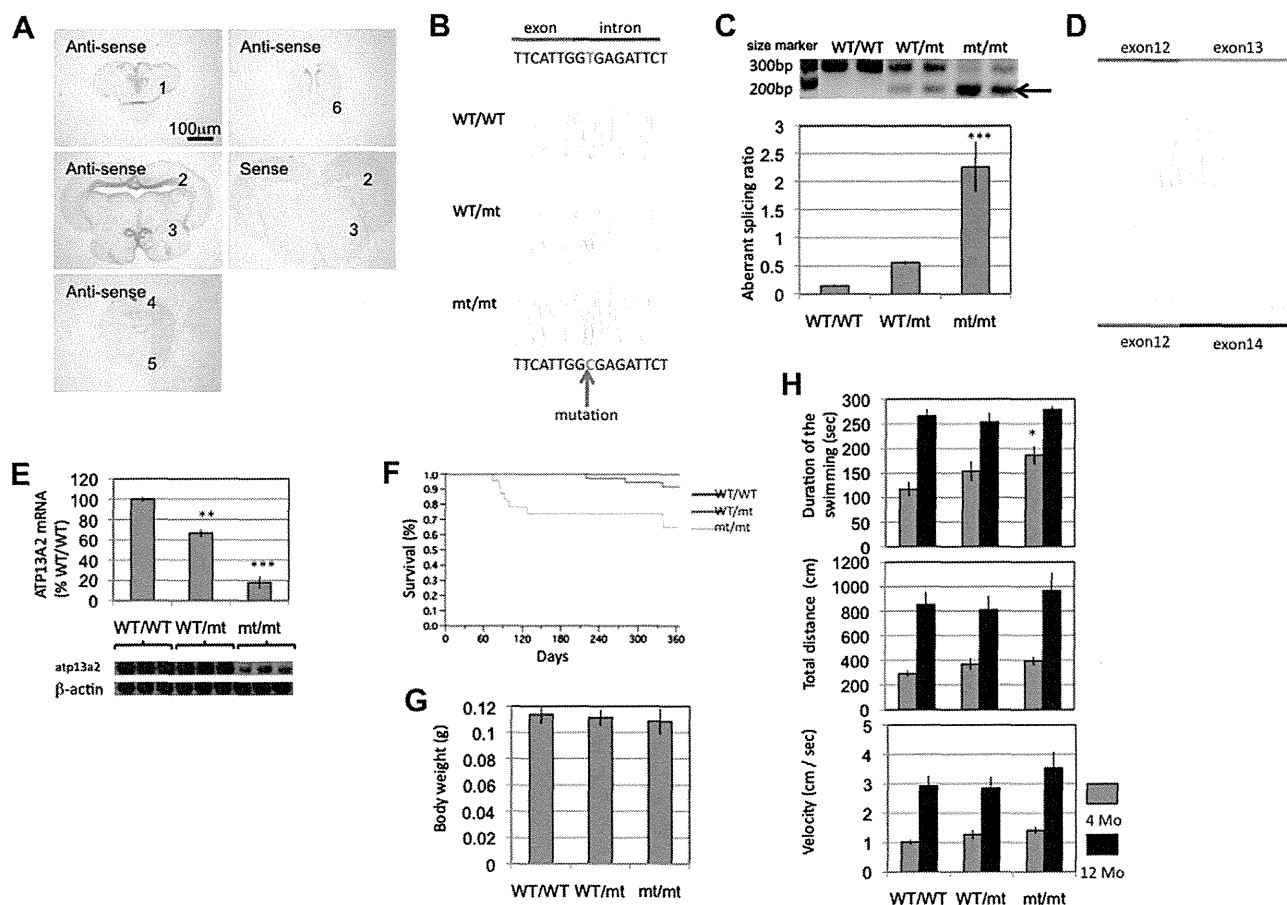 A
Anti-sense
1
100µm
Anti-sense
6
Anti-sense
2
3
Sense
2
3
Anti-sense
4
5
B
exon intron
TTCATTGGTGAGATTCT
WT/WT
WT/mt
mt/mt
TTCATTGGCGAGATTCT
mutation
C
size marker WT/WT WT/mt mt/mt
300bp
200bp
Aberrant splicing ratio
3
2.5
2
1.5
1
0.5
0
***
WT/WT WT/mt mt/mt
D
exon12 exon13
exon12 exon14
E
ATP13A2 mRNA
(% WT/WT)
120
100
80
60
40
20
0
**
***
WT/WT WT/mt mt/mt
atp13a2
β-actin
F
Survival (%)
1.0
0.9
0.8
0.7
0.6
0.5
0.4
0.3
0.2
0.1
0.0
0 60 120 180 240 300 360
Days
WT/WT
WT/mt
mt/mt
G
Body weight (g)
0.12
0.1
0.08
0.06
0.04
0.02
0
WT/WT WT/mt mt/mt
H
Duration of the
swimming (sec)
300
250
200
150
100
50
0
*
Total distance (cm)
1200
1000
800
600
400
200
0
Velocity (cm / sec)
5
4
3
2
1
0
WT/WT WT/mt mt/mt
4 Mo
12 Mo